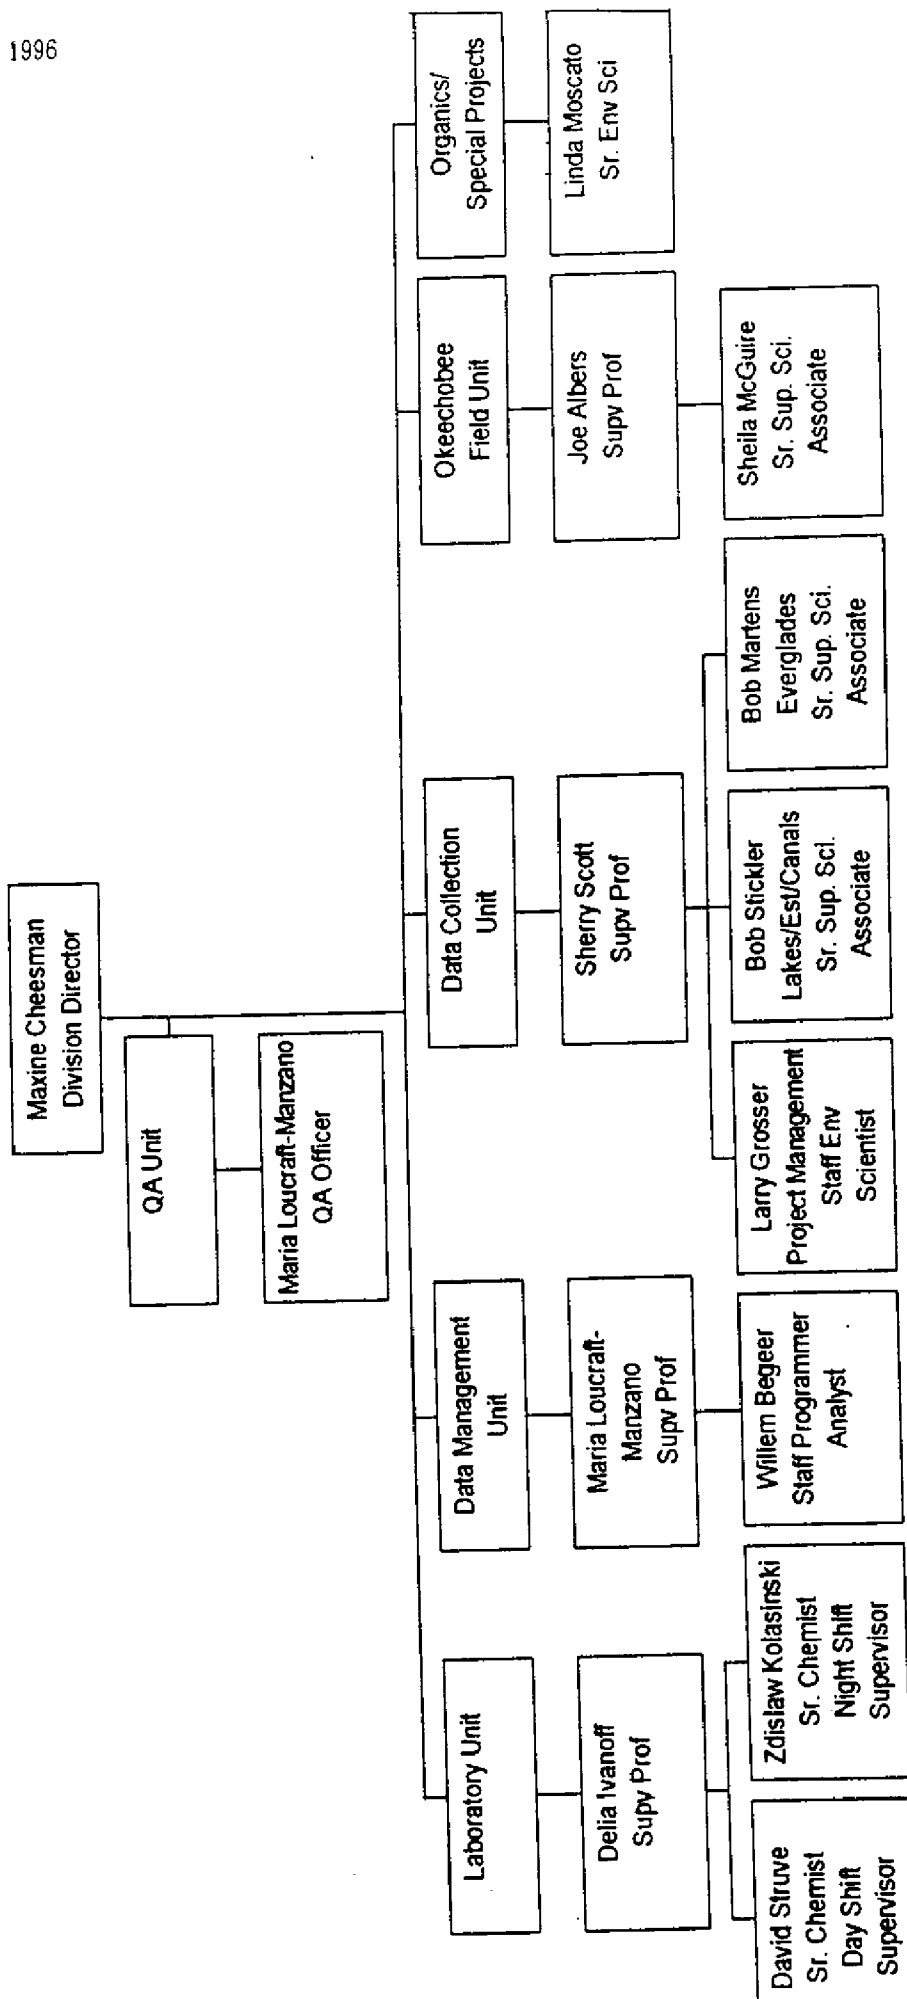 1996
Maxine Cheesman
Division Director
QA Unit
Maria Loucraft-Manzano
QA Officer
Laboratory Unit
Data Management
Unit
Data Collection
Unit
Okeechobee
Field Unit
Organics/
Special Projects
Delia Ivanoff
Supv Prof
Maria Loucraft-
Manzano
Supv Prof
Sherry Scott
Supv Prof
Joe Albers
Supv Prof
Linda Moscato
Sr. Env Sci
David Struve
Sr. Chemist
Day Shift
Supervisor
Zdislaw Kolasinski
Sr. Chemist
Night Shift
Supervisor
Willem Begeer
Staff Programmer
Analyst
Larry Grosser
Project Management
Staff Env
Scientist
Bob Stickler
Lakes/Est/Canals
Sr. Sup. Sci.
Associate
Bob Martens
Everglades
Sr. Sup. Sci.
Associate
Sheila McGuire
Sr. Sup. Sci.
Associate